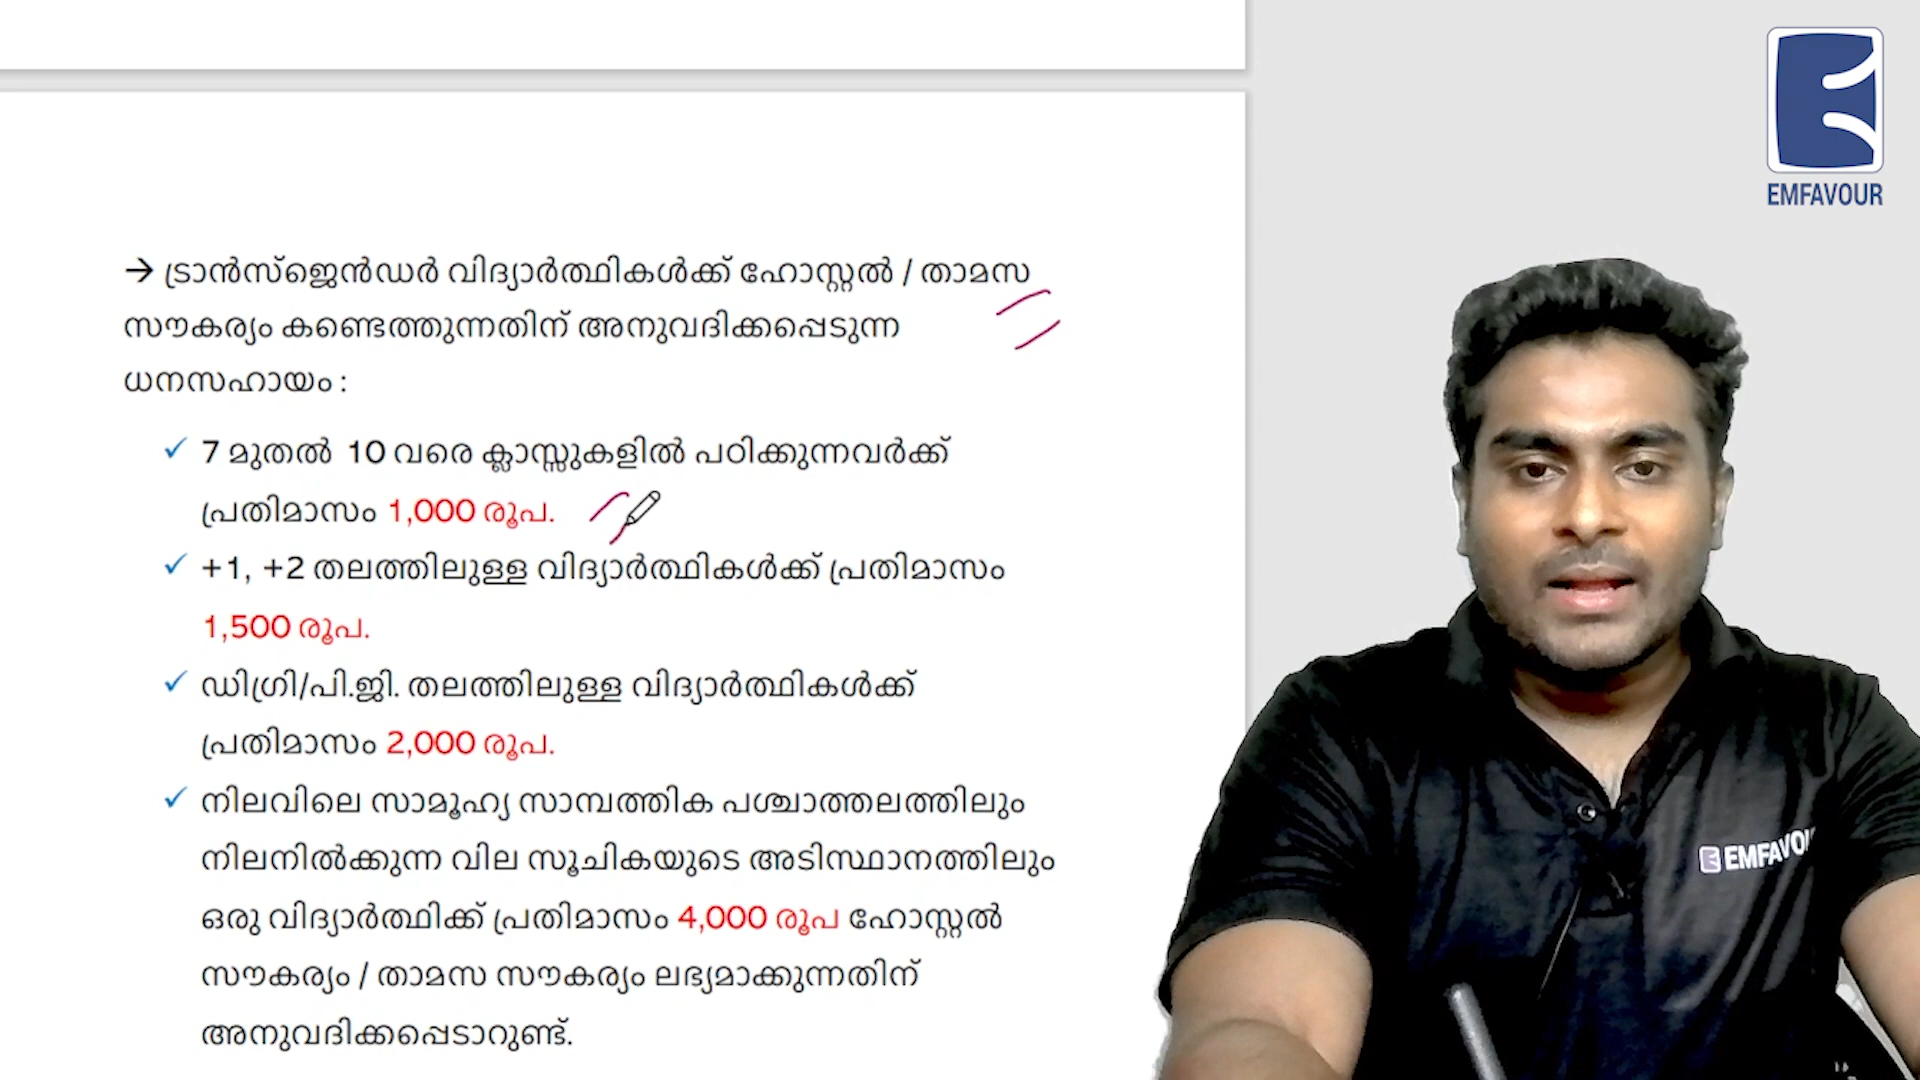 → ട്രാൻസ്ജെൻഡർ വിദ്യാർത്ഥികൾക്ക് ഹോസ്റ്റൽ / താമസ
സൗകര്യം കണ്ടെത്തുന്നതിന് അനുവദിക്കപ്പെടുന്ന
ധനസഹായം :
✓ 7 മുതൽ 10 വരെ ക്ലാസ്സുകളിൽ പഠിക്കുന്നവർക്ക്
പ്രതിമാസം 1,000 രൂപ.
✓ +1, +2 തലത്തിലുള്ള വിദ്യാർത്ഥികൾക്ക് പ്രതിമാസം
1,500 രൂപ.
✓ ഡിഗ്രി/പി.ജി. തലത്തിലുള്ള വിദ്യാർത്ഥികൾക്ക്
പ്രതിമാസം 2,000 രൂപ.
✓ നിലവിലെ സാമൂഹ്യ സാമ്പത്തിക പശ്ചാത്തലത്തിലും
നിലനിൽക്കുന്ന വില സൂചികയുടെ അടിസ്ഥാനത്തിലും
ഒരു വിദ്യാർത്ഥിക്ക് പ്രതിമാസം 4,000 രൂപ ഹോസ്റ്റൽ
സൗകര്യം / താമസ സൗകര്യം ലഭ്യമാക്കുന്നതിന്
അനുവദിക്കപ്പെടാറുണ്ട്.
EMFAVOUR
EMFAVOU